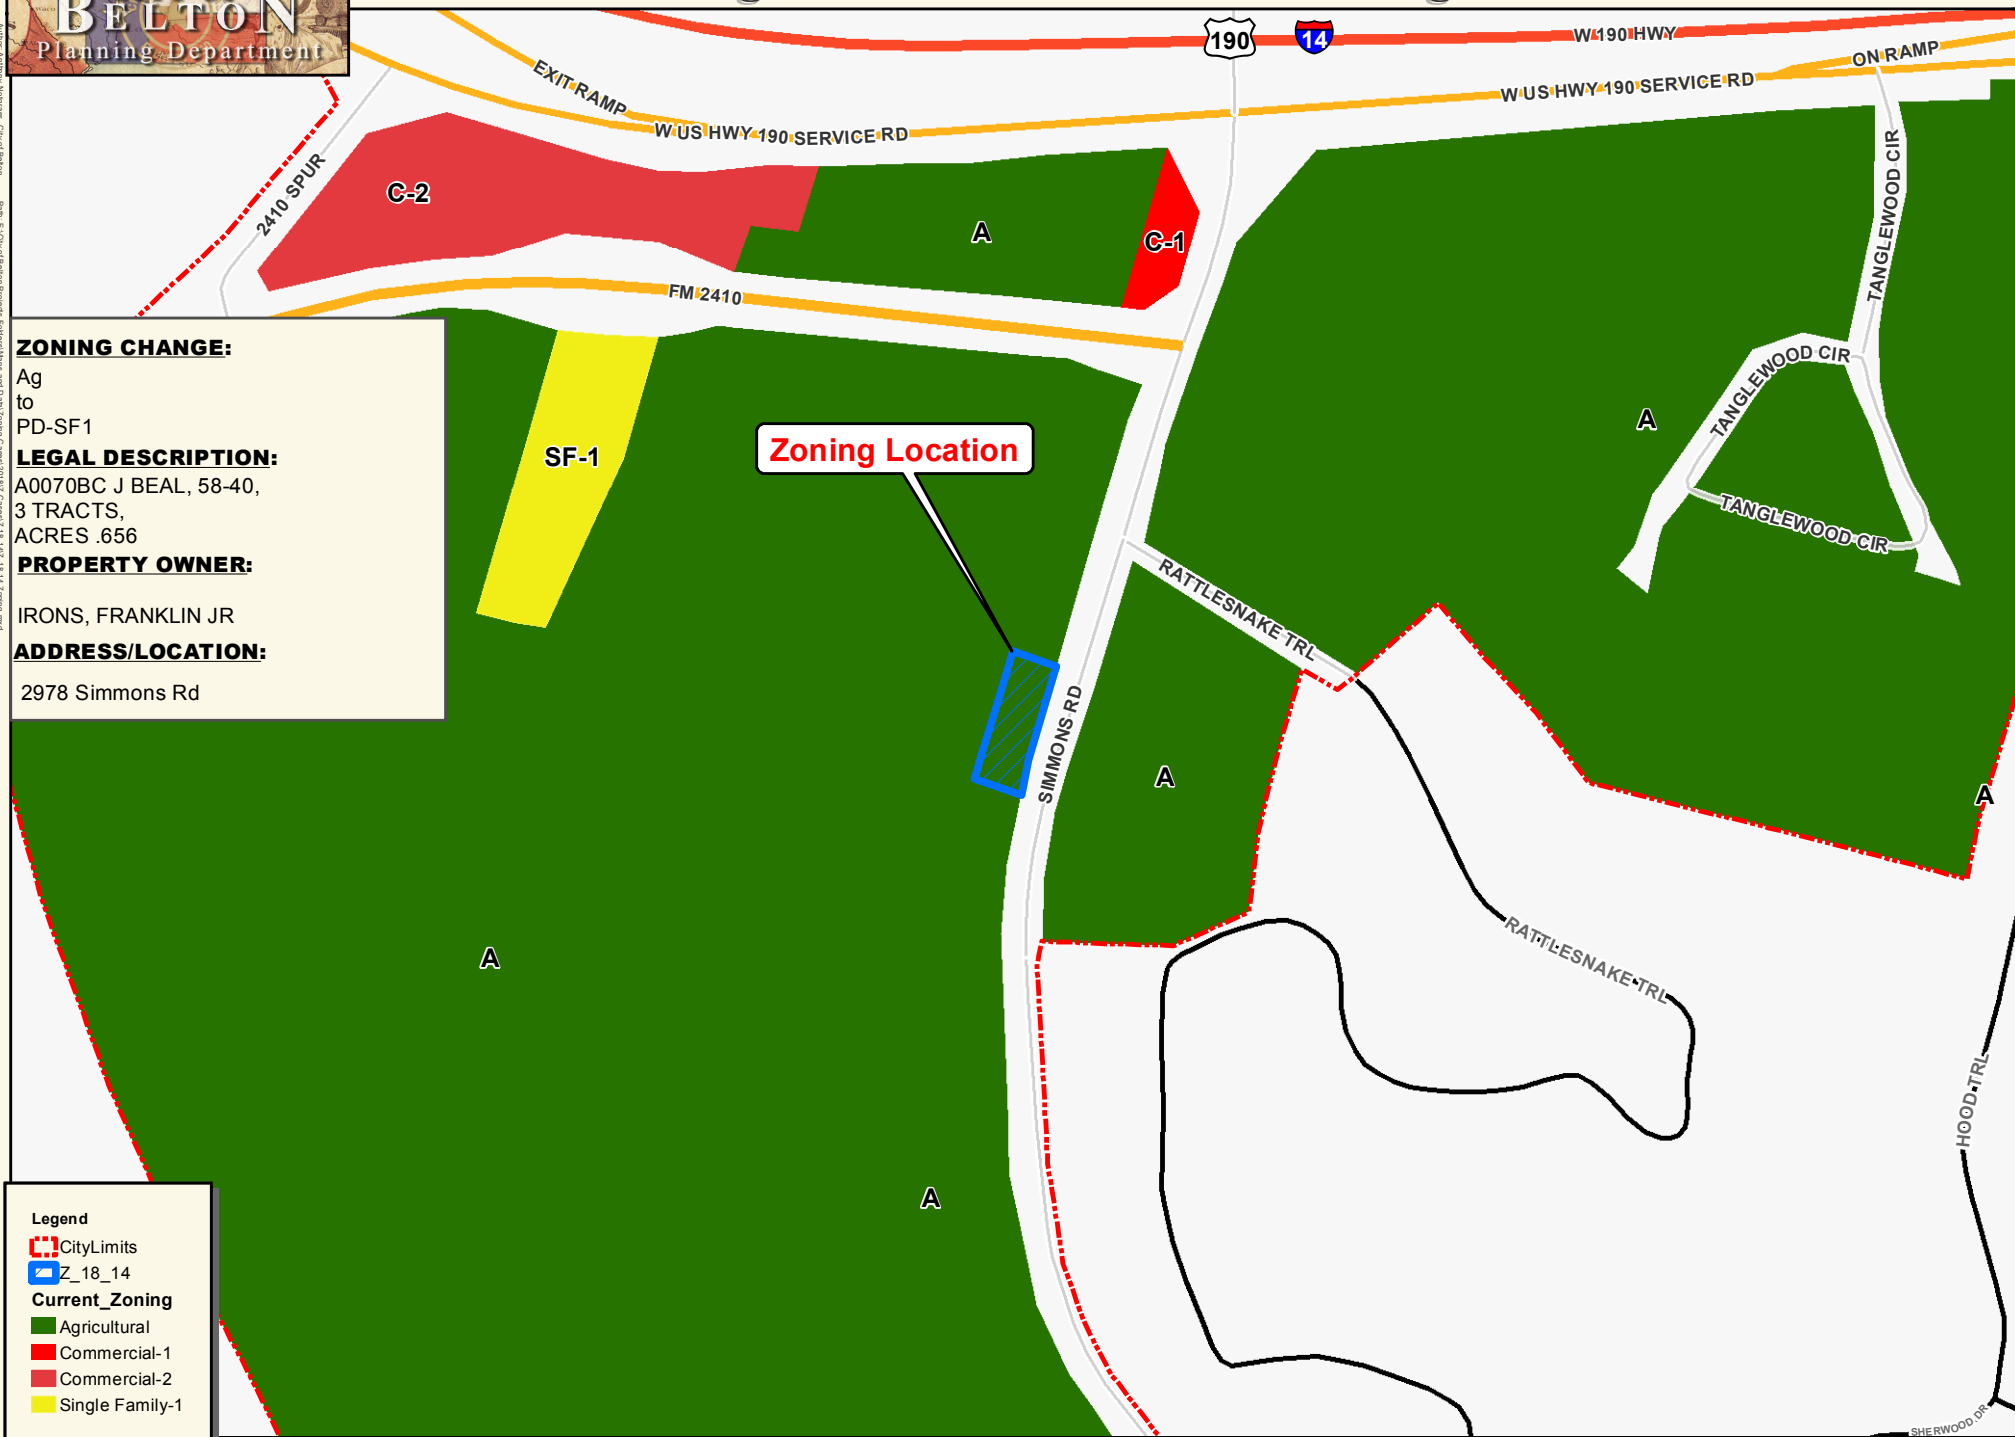 BELTON
Planning Department
190
14
W 190 HWY
ON RAMP
EXIT RAMP
W US HWY 190 SERVICE RD
W US HWY 190 SERVICE RD
2410 SPUR
C-2
A
C-1
TANGLEWOOD CIR
FM 2410
ZONING CHANGE:
Ag
to
PD-SF1
LEGAL DESCRIPTION:
A0070BC J BEAL, 58-40,
3 TRACTS,
ACRES .656
PROPERTY OWNER:
IRONS, FRANKLIN JR
ADDRESS/LOCATION:
2978 Simmons Rd
SF-1
Zoning Location
A
TANGLEWOOD CIR
TANGLEWOOD CIR
TANGLEWOOD CIR
RATTLESNAKE TRL
SIMMONS RD
A
A
A
RATTLESNAKE TRL
HOOD TRL
A
SHERWOOD DR
Legend
CityLimits
Z_18_14
Current_Zoning
Agricultural
Commercial-1
Commercial-2
Single Family-1